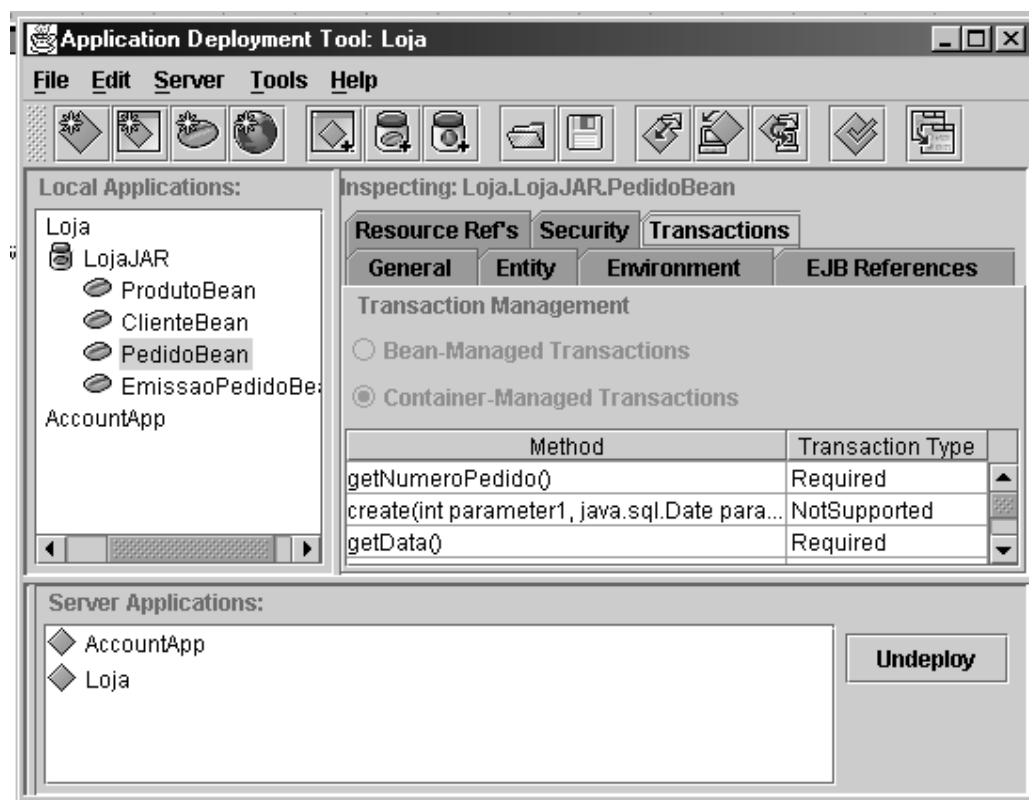 Application Deployment Tool: Loja
File Edit Server Tools Help
Local Applications:
Loja
LojaJAR
ProdutoBean
ClienteBean
PedidoBean
EmissaoPedidoBea
AccountApp
Inspecting: Loja.LojaJAR.PedidoBean
Resource Ref's Security Transactions
General Entity Environment EJB References
Transaction Management
Bean-Managed Transactions
Container-Managed Transactions
Method Transaction Type
getNumeroPedido() Required
create(int parameter1, java.sql.Date para... NotSupported
getData() Required
Server Applications:
AccountApp
Loja
Undeploy